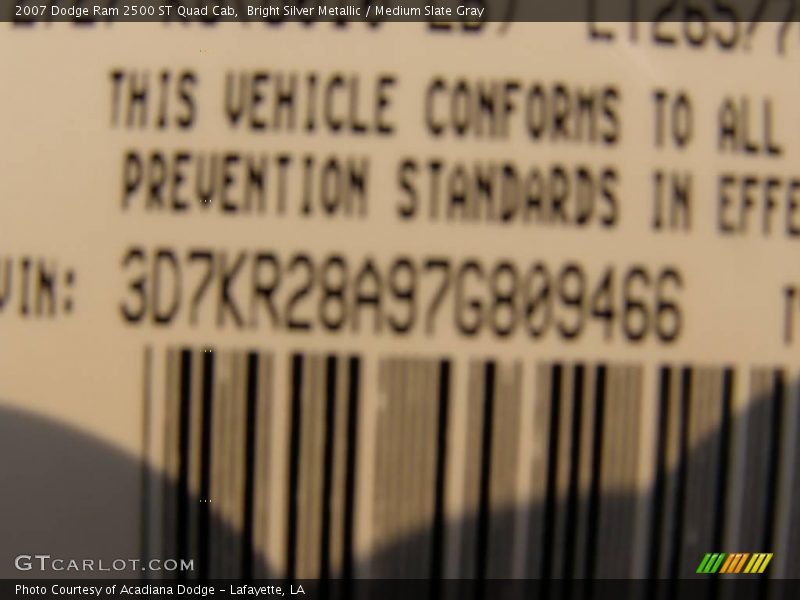 2007 Dodge Ram 2500 ST Quad Cab,  Bright Silver Metallic / Medium Slate Gray
THIS VEHICLE CONFORMS TO ALL
PREVENTION STANDARDS IN EFFE
VIN: 3D7KR28A97G809466
GTCARLOT.COM
Photo Courtesy of Acadiana Dodge - Lafayette, LA